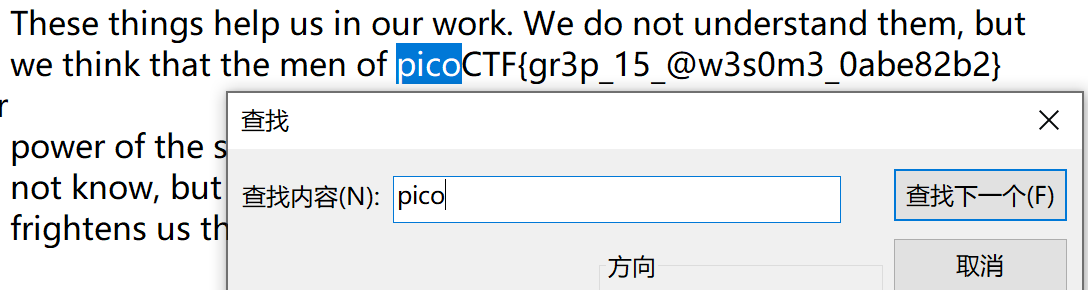 These things help us in our work. We do not understand them, but
we think that the men of picoCTF{gr3p_15_@w3s0m3_0abe82b2}
r
power of the s
not know, but
frightens us th
查找
查找内容(N): pico 查找下一个(F)
方向 取消